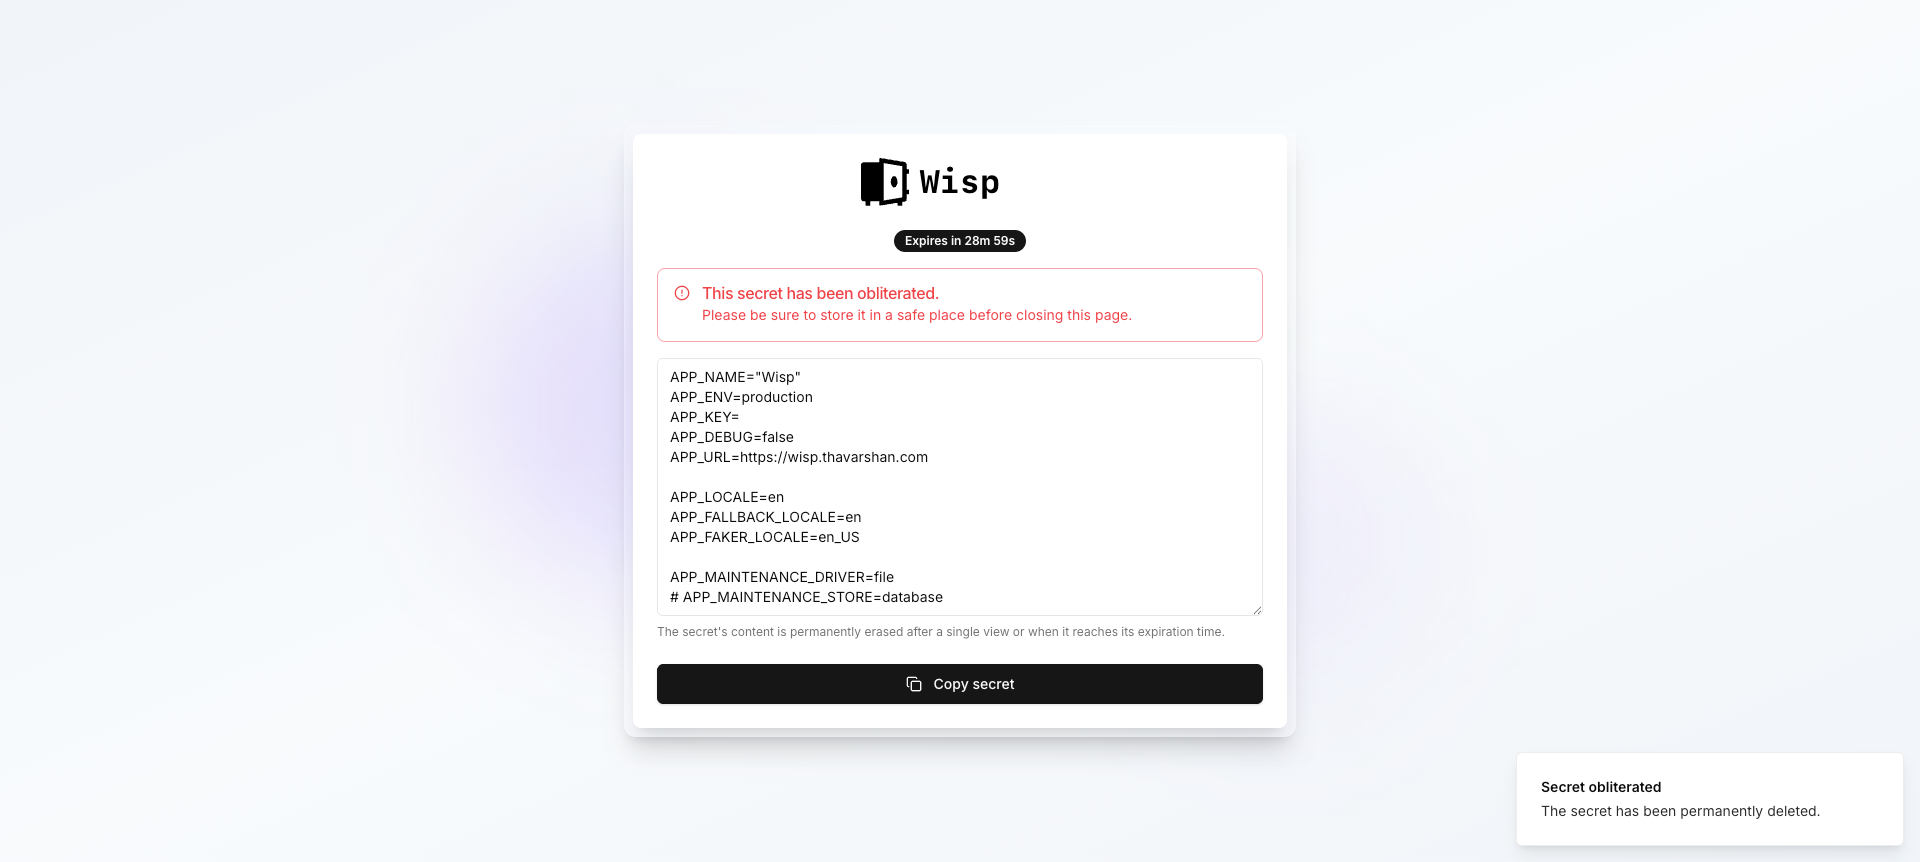 Wisp
Expires in 28m 59s
This secret has been obliterated.
Please be sure to store it in a safe place before closing this page.
APP_NAME="Wisp"
APP_ENV=production
APP_KEY=
APP_DEBUG=false
APP_URL=https://wisp.thavarshan.com
APP_LOCALE=en
APP_FALLBACK_LOCALE=en
APP_FAKER_LOCALE=en_US
APP_MAINTENANCE_DRIVER=file
# APP_MAINTENANCE_STORE=database
The secret's content is permanently erased after a single view or when it reaches its expiration time.
Copy secret
Secret obliterated
The secret has been permanently deleted.